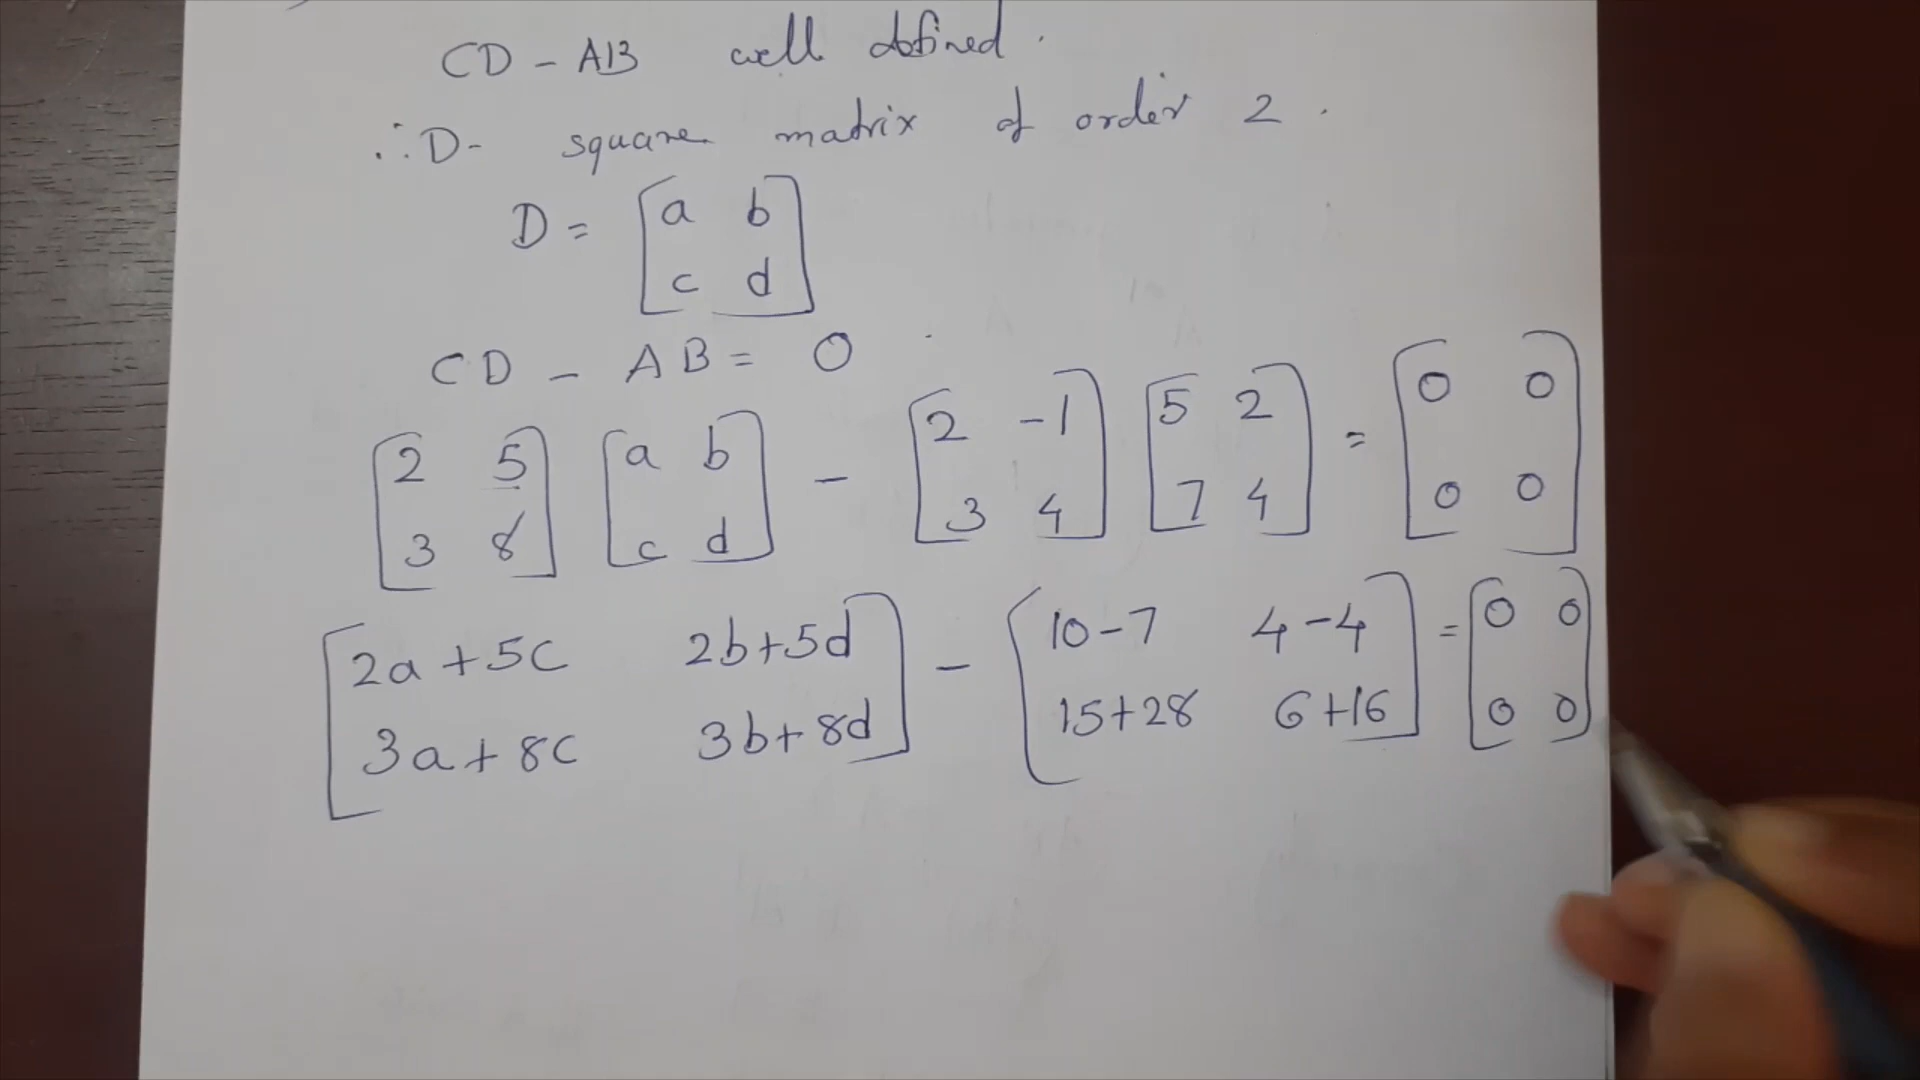 CD - AB well defined.
∴ D - square matrix of order 2.
D = [a b
c d]
CD - AB = 0
[2 5 [a b - [2 -1 [5 2 = [0 0
3 8] c d] 3 4] 7 4] 0 0]
[2a+5c 2b+5d - [10-7 4-4 = [0 0
3a+8c 3b+8d] 15+28 6+16] 0 0]